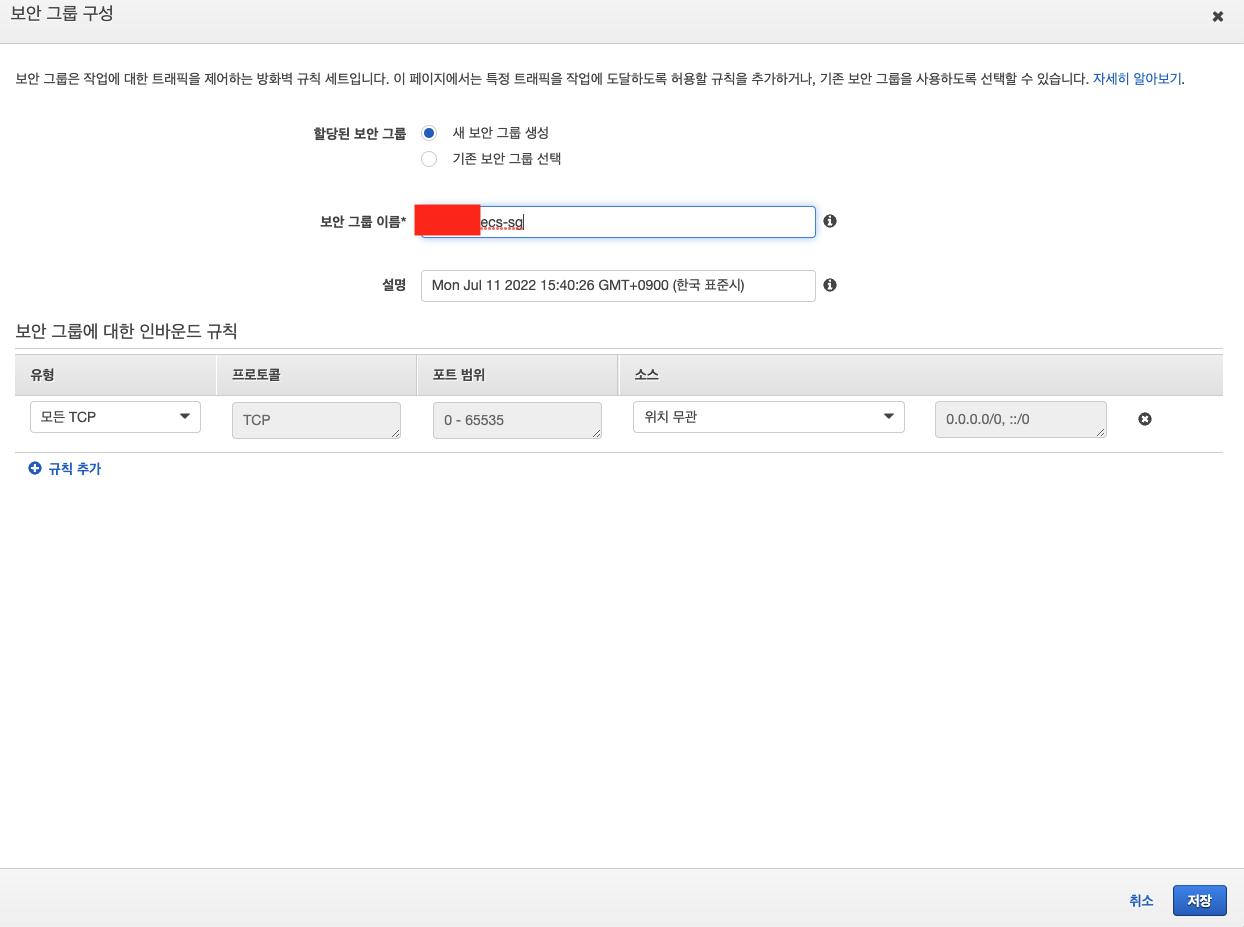 보안 그룹 구성
보안 그룹은 작업에 대한 트래픽을 제어하는 방화벽 규칙 세트입니다. 이 페이지에서는 특정 트래픽을 작업에 도달하도록 허용할 규칙을 추가하거나, 기존 보안 그룹을 사용하도록 선택할 수 있습니다. 자세히 알아보기.
할당된 보안 그룹 새 보안 그룹 생성
기존 보안 그룹 선택
보안 그룹 이름* ecs-sg
설명 Mon Jul 11 2022 15:40:26 GMT+0900 (한국 표준시)
보안 그룹에 대한 인바운드 규칙
유형 프로토콜 포트 범위 소스
모든 TCP TCP 0 - 65535 위치 무관 0.0.0.0/0, ::/0
규칙 추가
취소 저장